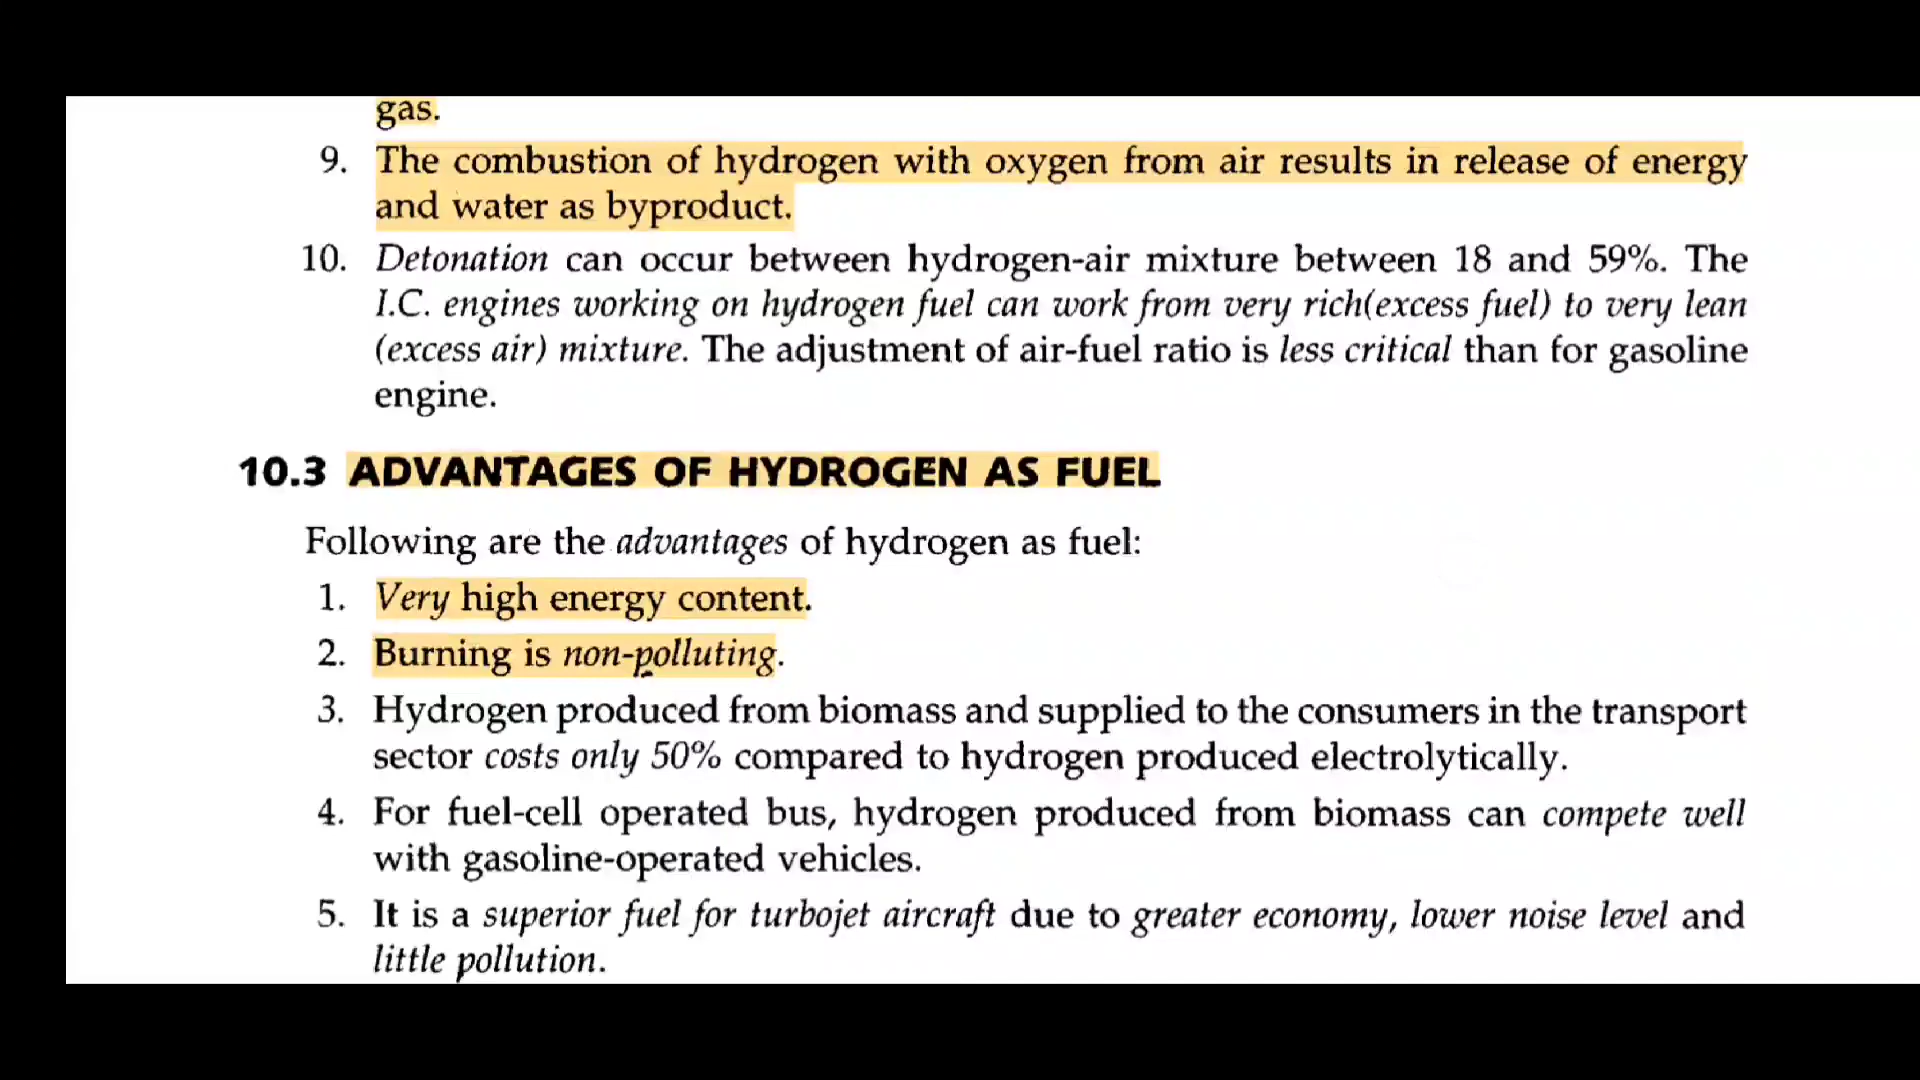 gas.
9. The combustion of hydrogen with oxygen from air results in release of energy
and water as byproduct.
10. Detonation can occur between hydrogen-air mixture between 18 and 59%. The
I.C. engines working on hydrogen fuel can work from very rich(excess fuel) to very lean
(excess air) mixture. The adjustment of air-fuel ratio is less critical than for gasoline
engine.
10.3 ADVANTAGES OF HYDROGEN AS FUEL
Following are the advantages of hydrogen as fuel:
1. Very high energy content.
2. Burning is non-polluting.
3. Hydrogen produced from biomass and supplied to the consumers in the transport
sector costs only 50% compared to hydrogen produced electrolytically.
4. For fuel-cell operated bus, hydrogen produced from biomass can compete well
with gasoline-operated vehicles.
5. It is a superior fuel for turbojet aircraft due to greater economy, lower noise level and
little pollution.